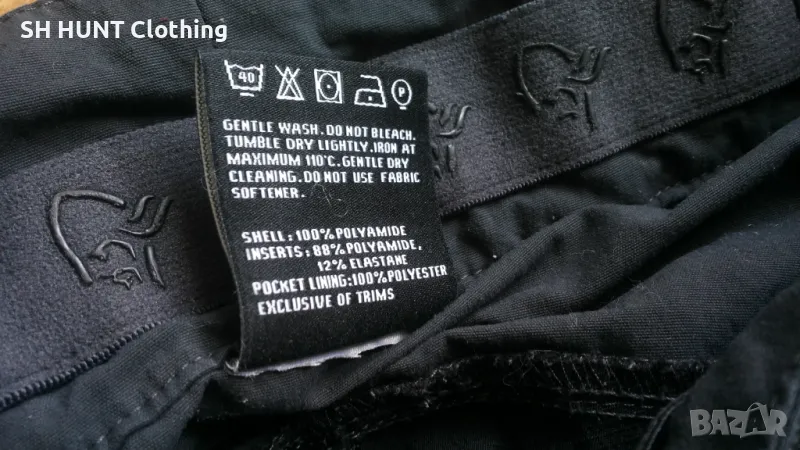 SH HUNT Clothing
40
P
GENTLE WASH. DO NOT BLEACH.
TUMBLE DRY LIGHTLY. IRON AT
MAXIMUM 110°C. GENTLE DRY
CLEANING. DO NOT USE FABRIC
SOFTENER.
SHELL: 100% POLYAMIDE
INSERTS: 88% POLYAMIDE,
12% ELASTANE
POCKET LINING:100%POLYESTER
EXCLUSIVE OF TRIMS
BAZAR